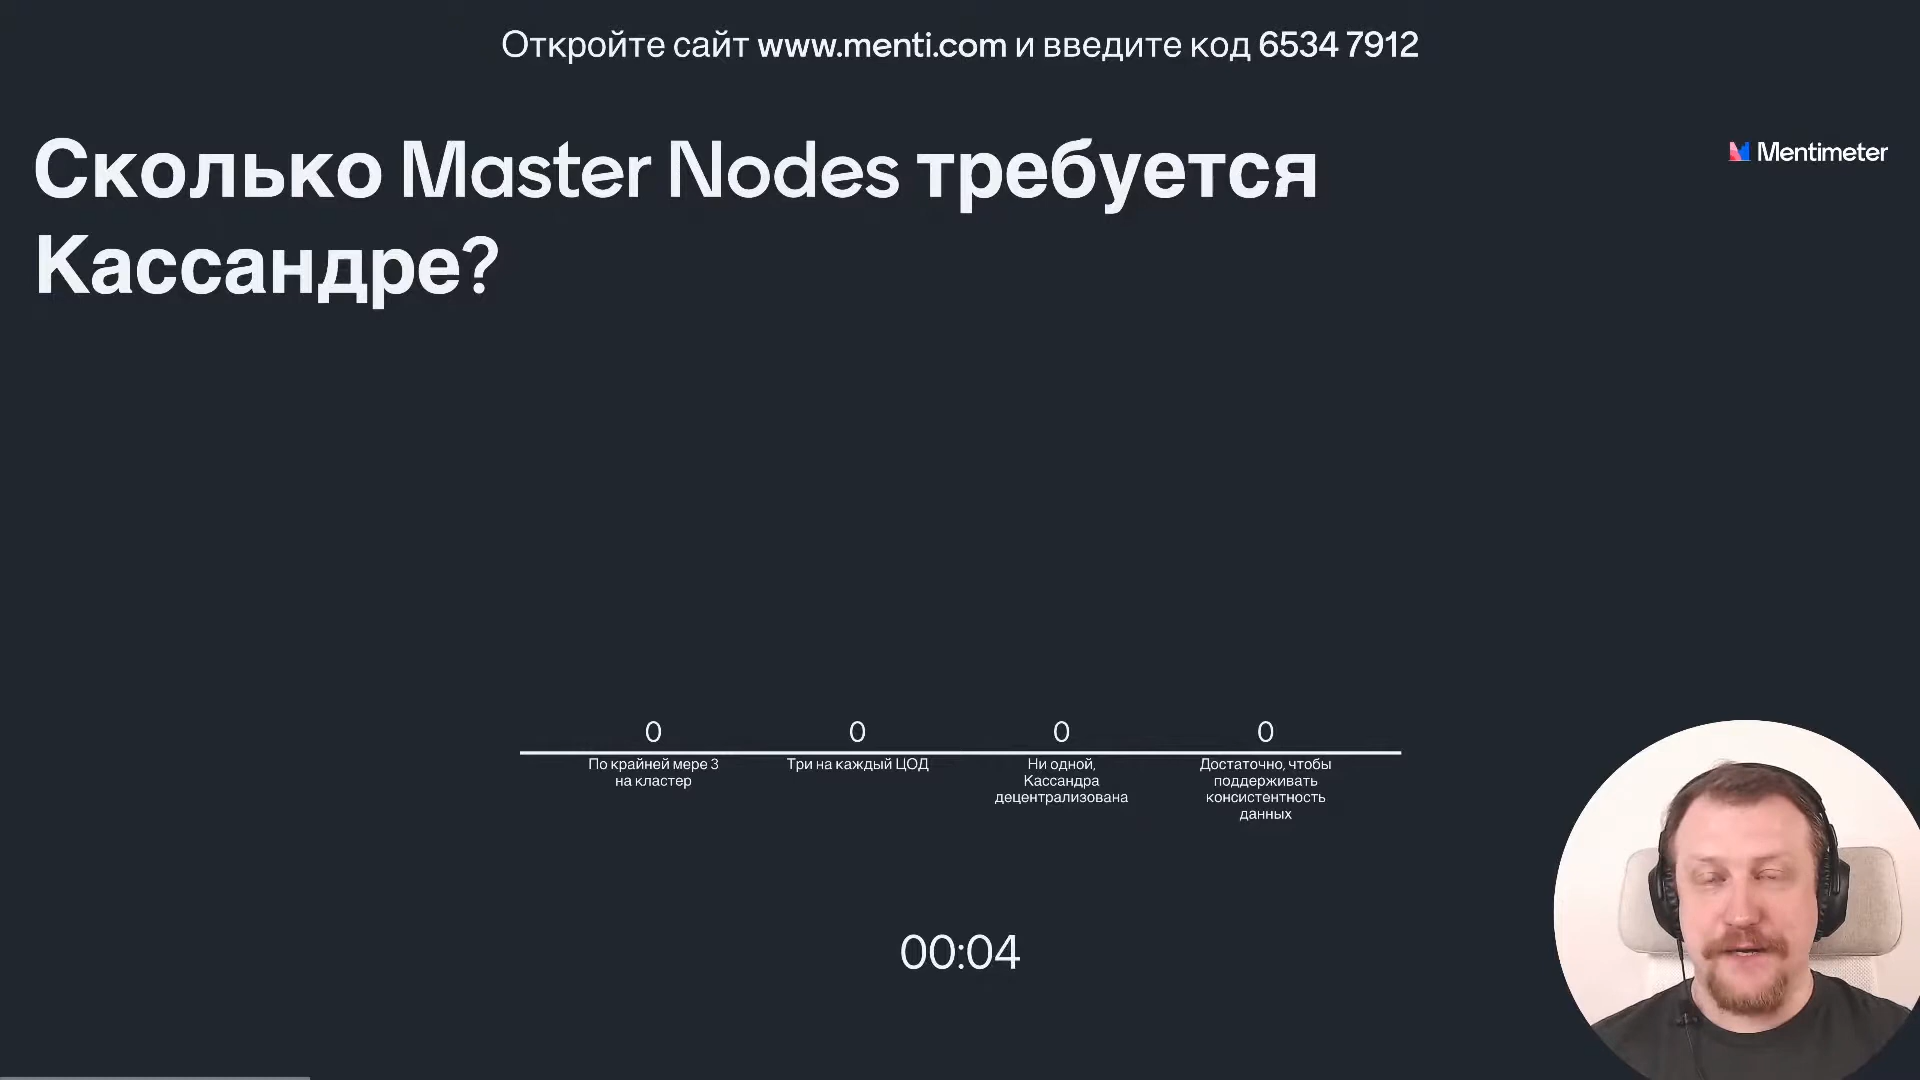 Откройте сайт www.menti.com и введите код 6534 7912
Сколько Master Nodes требуется
Кассандре?
Mentimeter
0
0
0
0
По крайней мере 3
на кластер
Три на каждый ЦОД
Ни одной,
Кассандра
децентрализована
Достаточно, чтобы
поддерживать
консистентность
данных
00:04